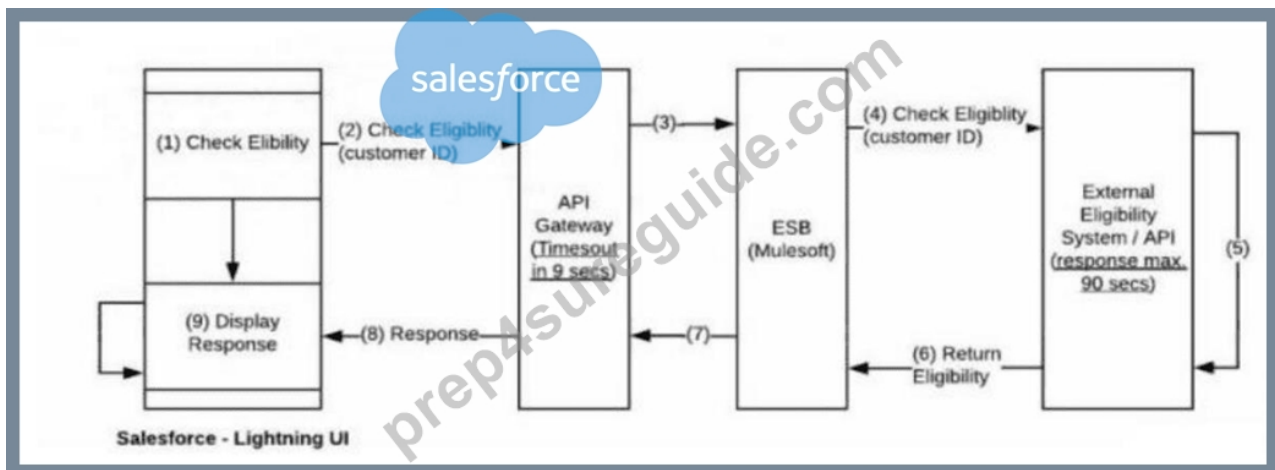 salesforce
(1) Check Elibility
(2) Check Eligiblity
(customer ID)
(3)
(4) Check Eligiblity
(customer ID)
API
Gateway
(Timesout
in 9 secs)
ESB
(Mulesoft)
External
Eligibility
System / API
(response max.
90 secs)
(5)
(9) Display
Response
(8) Response
(7)
(6) Return
Eligibility
Salesforce - Lightning UI
prep4sureguide.com